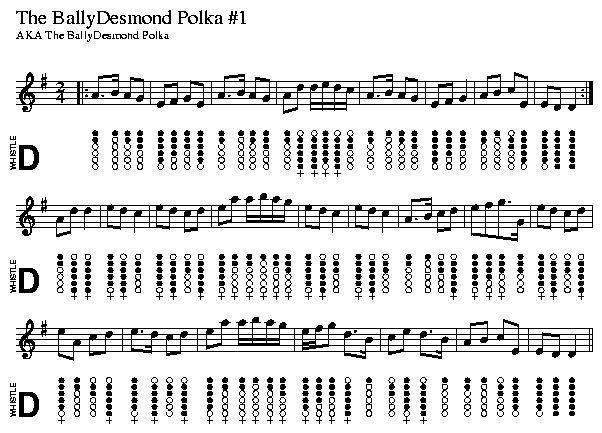 The BallyDesmond Polka #1
AKA The BallyDesmond Polka
2
4
WHISTLE
D
WHISTLE
D
WHISTLE
D